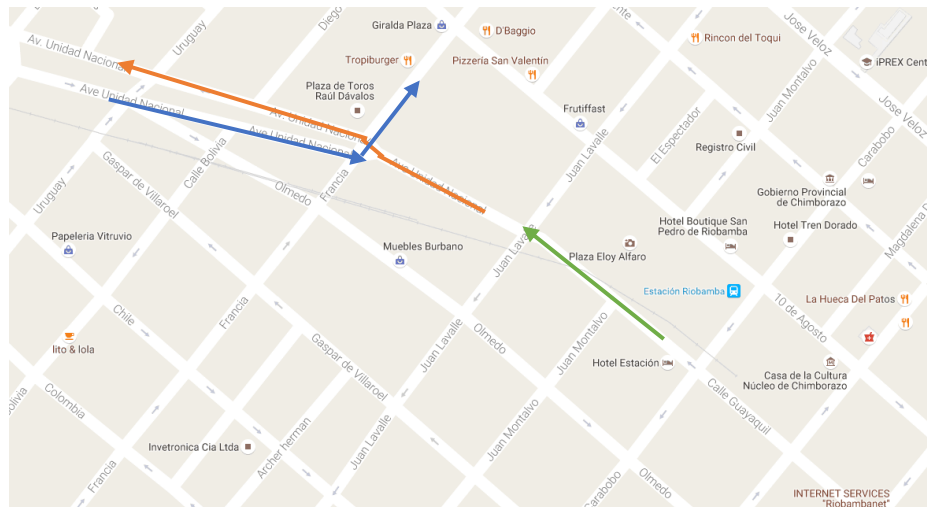 Giralda Plaza
D'Baggio
Rincon del Toqui
Jose Veloz
Uruguay
Diego
Av. Unidad Nacional
Tropiburger
Pizzería San Valentín
Juan Montalvo
iPREX Cent
Ave Unidad Nacional
Plaza de Toros
Raúl Dávalos
Av. Unidad Nacional
Frutiffast
Jose Veloz
Ave Unidad Nacional
Juan Lavalle
El Espectador
Registro Civil
Carabobo
Gaspar de Villaroel
Calle Bolivia
Francia
Ave Unidad Nacional
Gobierno Provincial
de Chimborazo
Uruguay
Olmedo
Magdalena D
Hotel Boutique San
Pedro de Riobamba
Hotel Tren Dorado
Papeleria Vitruvio
Muebles Burbano
Juan Lavalle
Plaza Eloy Alfaro
Estación Riobamba
La Hueca Del Patos
10 de Agosto
Chile
Francia
Olmedo
Juan Montalvo
lito & lola
Gaspar de Villaroel
Juan Lavalle
Hotel Estación
Casa de la Cultura
Núcleo de Chimborazo
Bolivia
Colombia
Calle Guayaquil
Invetronica Cia Ltda
Archer herman
Juan Lavalle
Juan Montalvo
Francia
Carabobo
Olmedo
INTERNET SERVICES
"Riobambanet"